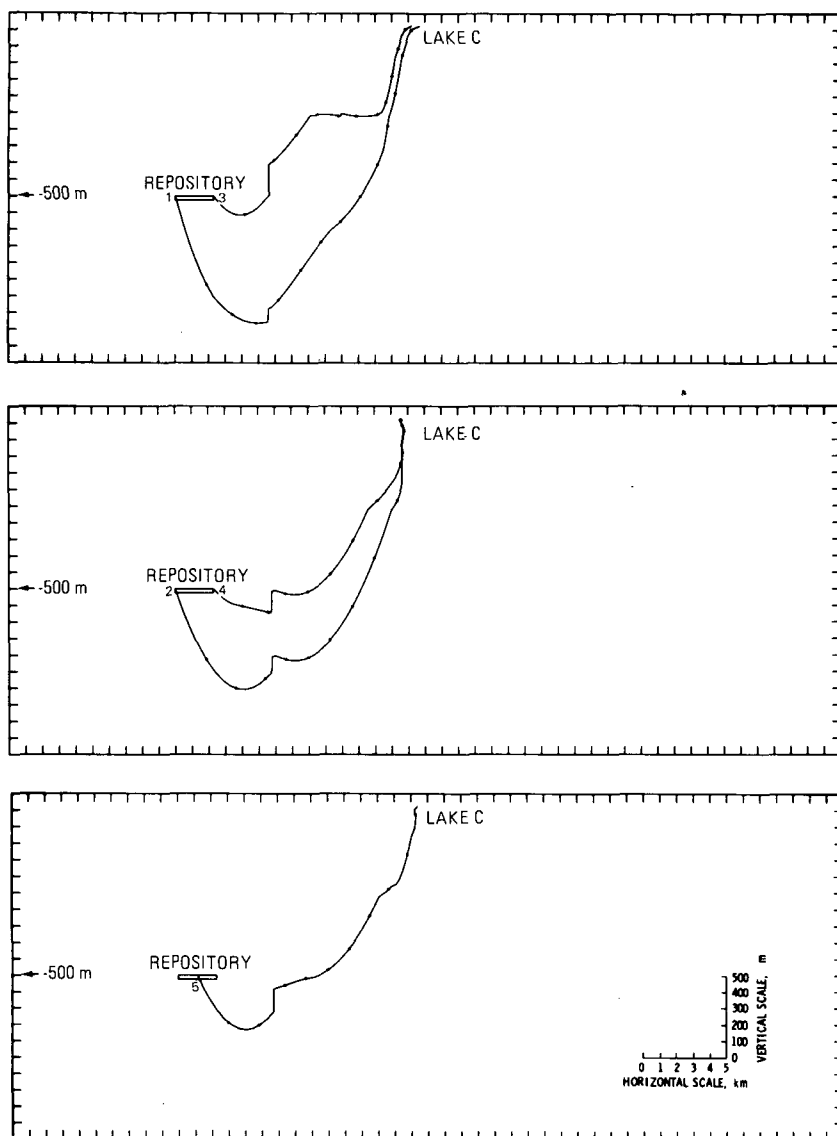 LAKE C
REPOSITORY
1 3
-500 m
LAKE C
REPOSITORY
2 4
-500 m
LAKE C
REPOSITORY
5
-500 m
500 m
400
300
200
100
0
VERTICAL SCALE,
0 1 2 3 4 5
HORIZONTAL SCALE, km